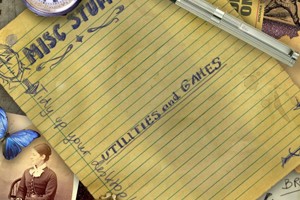 MISC STUFF
UTILITIES and GAMES
Tidy up your desktop